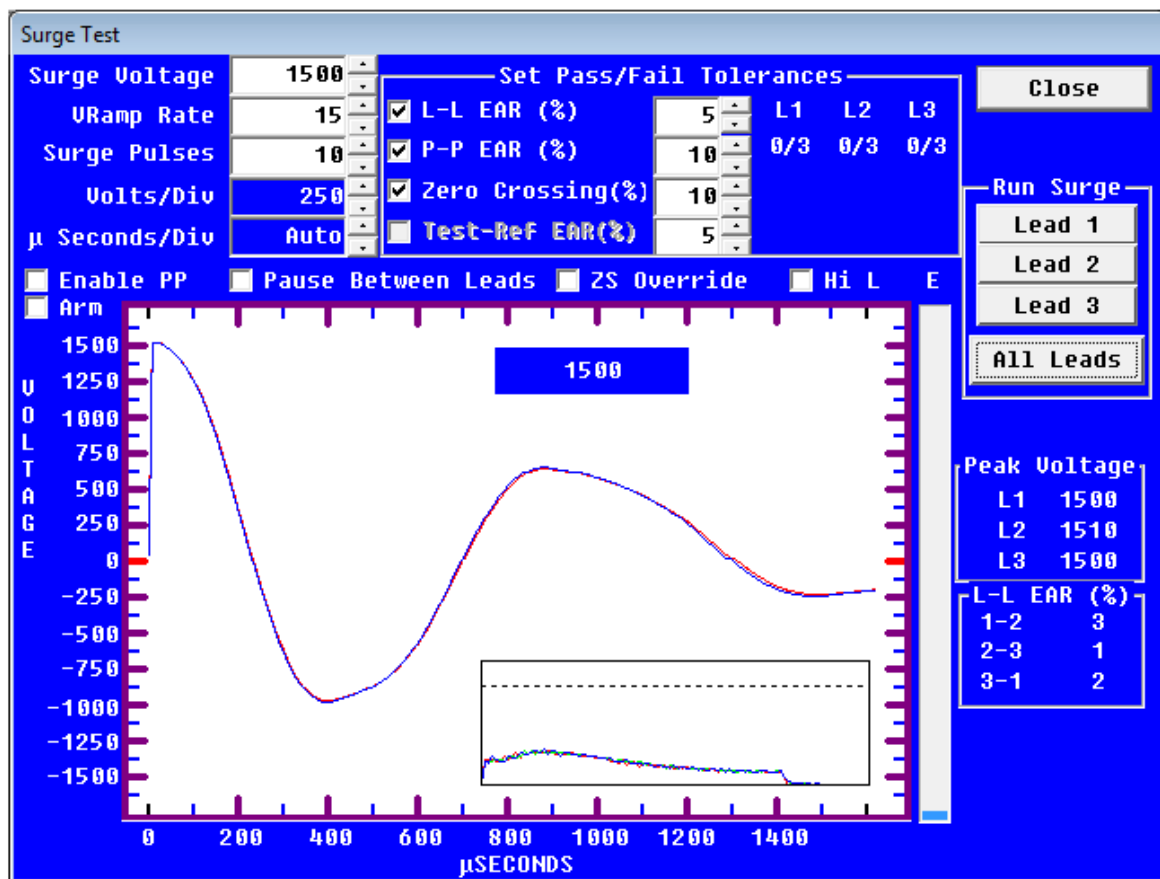 Surge Test
Surge Voltage 1500
VRamp Rate 15
Surge Pulses 10
Volts/Div 250
µ Seconds/Div Auto
Set Pass/Fail Tolerances
L-L EAR (%) 5 L1 L2 L3
P-P EAR (%) 10 0/3 0/3 0/3
Zero Crossing(%) 10
Test-Ref EAR(%) 5
Close
Run Surge
Lead 1
Lead 2
Lead 3
All Leads
Enable PP Pause Between Leads ZS Override Hi L E
Arm
VOLTAGE
1500
1250
1000
750
500
250
0
-250
-500
-750
-1000
-1250
-1500
1500
0 200 400 600 800 1000 1200 1400
µSECONDS
Peak Voltage
L1 1500
L2 1510
L3 1500
L-L EAR (%)
1-2 3
2-3 1
3-1 2